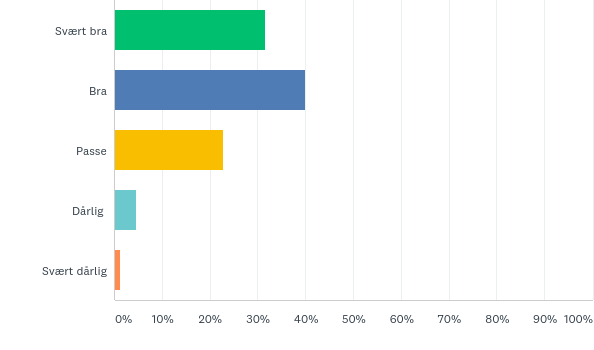 Svært bra
Bra
Passe
Dårlig
Svært dårlig
0% 10% 20% 30% 40% 50% 60% 70% 80% 90% 100%